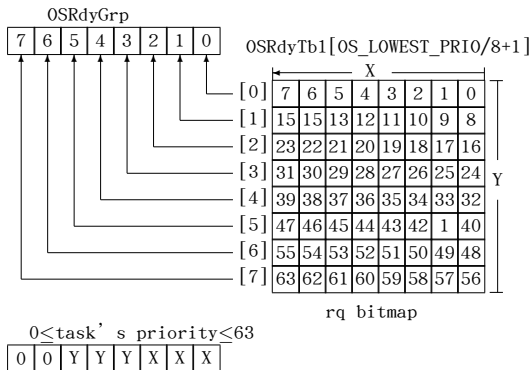 OSRdyGrp
7 6 5 4 3 2 1 0
OSRdyTb1[OS_LOWEST_PRIO/8+1]
X
[0] 7 6 5 4 3 2 1 0
[1] 15 15 13 12 11 10 9 8
[2] 23 22 21 20 19 18 17 16
[3] 31 30 29 28 27 26 25 24
Y
[4] 39 38 37 36 35 34 33 32
[5] 47 46 45 44 43 42 1 40
[6] 55 54 53 52 51 50 49 48
[7] 63 62 61 60 59 58 57 56
rq bitmap
0≤task's priority≤63
0 0 Y Y Y X X X